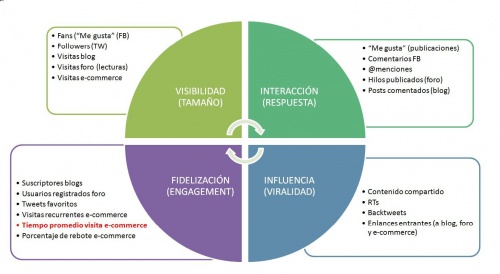 • Fans ("Me gusta" (FB)
• Followers (TW)
• Visitas blog
• Visitas foro (lecturas)
• Visitas e-commerce
VISIBILIDAD
(TAMAÑO)
INTERACCIÓN
(RESPUESTA)
• "Me gusta" (publicaciones)
• Comentarios FB
• @menciones
• Hilos publicados (foro)
• Posts comentados (blog)
FIDELIZACIÓN
(ENGAGEMENT)
INFLUENCIA
(VIRALIDAD)
• Suscriptores blogs
• Usuarios registrados foro
• Tweets favoritos
• Visitas recurrentes e-commerce
• Tiempo promedio visita e-commerce
• Porcentaje de rebote e-commerce
• Contenido compartido
• RTs
• Backtweets
• Enlances entrantes (a blog, foro
y e-commerce)